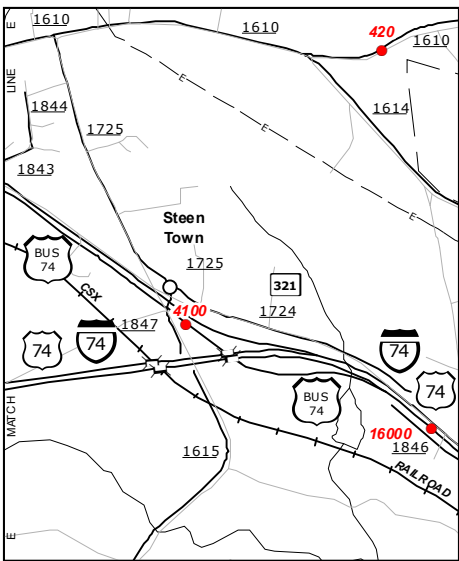 1610
1610
420
1610
E
LINE
1844
E
1614
1725
1843
E
Steen
Town
BUS
74
1725
321
CSX
4100
1724
1847
74
74
74
74
BUS
74
MATCH
16000
1846
1615
RAILROAD
E